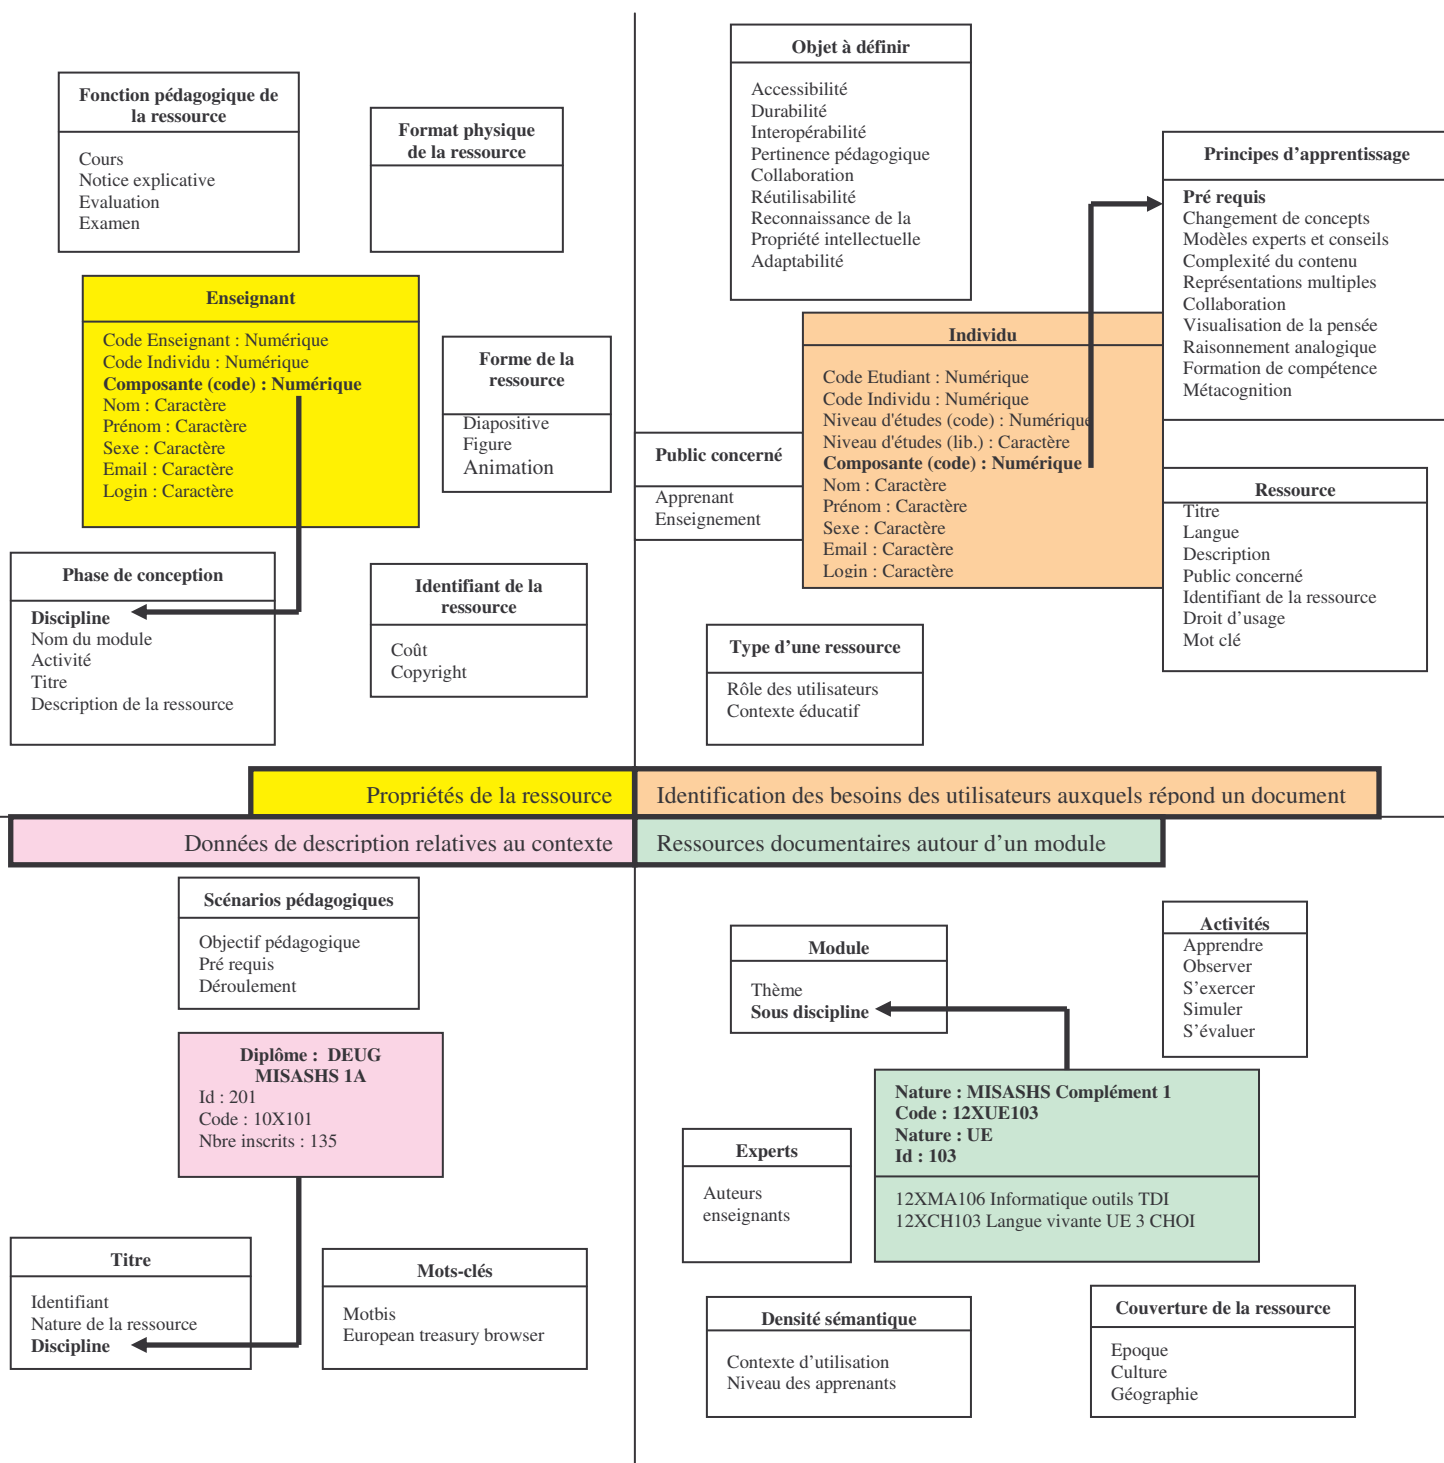 Fonction pédagogique de
la ressource
Cours
Notice explicative
Evaluation
Examen
Format physique
de la ressource
Enseignant
Code Enseignant : Numérique
Code Individu : Numérique
Composante (code) : Numérique
Nom : Caractère
Prénom : Caractère
Sexe : Caractère
Email : Caractère
Login : Caractère
Forme de la
ressource
Diapositive
Figure
Animation
Phase de conception
Discipline
Nom du module
Activité
Titre
Description de la ressource
Identifiant de la
ressource
Coût
Copyright
Objet à définir
Accessibilité
Durabilité
Interopérabilité
Pertinence pédagogique
Collaboration
Réutilisabilité
Reconnaissance de la
Propriété intellectuelle
Adaptabilité
Principes d'apprentissage
Pré requis
Changement de concepts
Modèles experts et conseils
Complexité du contenu
Représentations multiples
Collaboration
Visualisation de la pensée
Raisonnement analogique
Formation de compétence
Métacognition
Individu
Code Etudiant : Numérique
Code Individu : Numérique
Niveau d'études (code) : Numérique
Niveau d'études (lib.) : Caractère
Composante (code) : Numérique
Nom : Caractère
Prénom : Caractère
Sexe : Caractère
Email : Caractère
Login : Caractère
Public concerné
Apprenant
Enseignement
Ressource
Titre
Langue
Description
Public concerné
Identifiant de la ressource
Droit d'usage
Mot clé
Type d'une ressource
Rôle des utilisateurs
Contexte éducatif
Propriétés de la ressource
Identification des besoins des utilisateurs auxquels répond un document
Données de description relatives au contexte
Ressources documentaires autour d'un module
Scénarios pédagogiques
Objectif pédagogique
Pré requis
Déroulement
Diplôme : DEUG
MISASHS 1A
Id : 201
Code : 10X101
Nbre inscrits : 135
Titre
Identifiant
Nature de la ressource
Discipline
Mots-clés
Motbis
European treasury browser
Module
Thème
Sous discipline
Activités
Apprendre
Observer
S'exercer
Simuler
S'évaluer
Nature : MISASHS Complément 1
Code : 12XUE103
Nature : UE
Id : 103
12XMA106 Informatique outils TDI
12XCH103 Langue vivante UE 3 CHOI
Experts
Auteurs
enseignants
Densité sémantique
Contexte d'utilisation
Niveau des apprenants
Couverture de la ressource
Epoque
Culture
Géographie